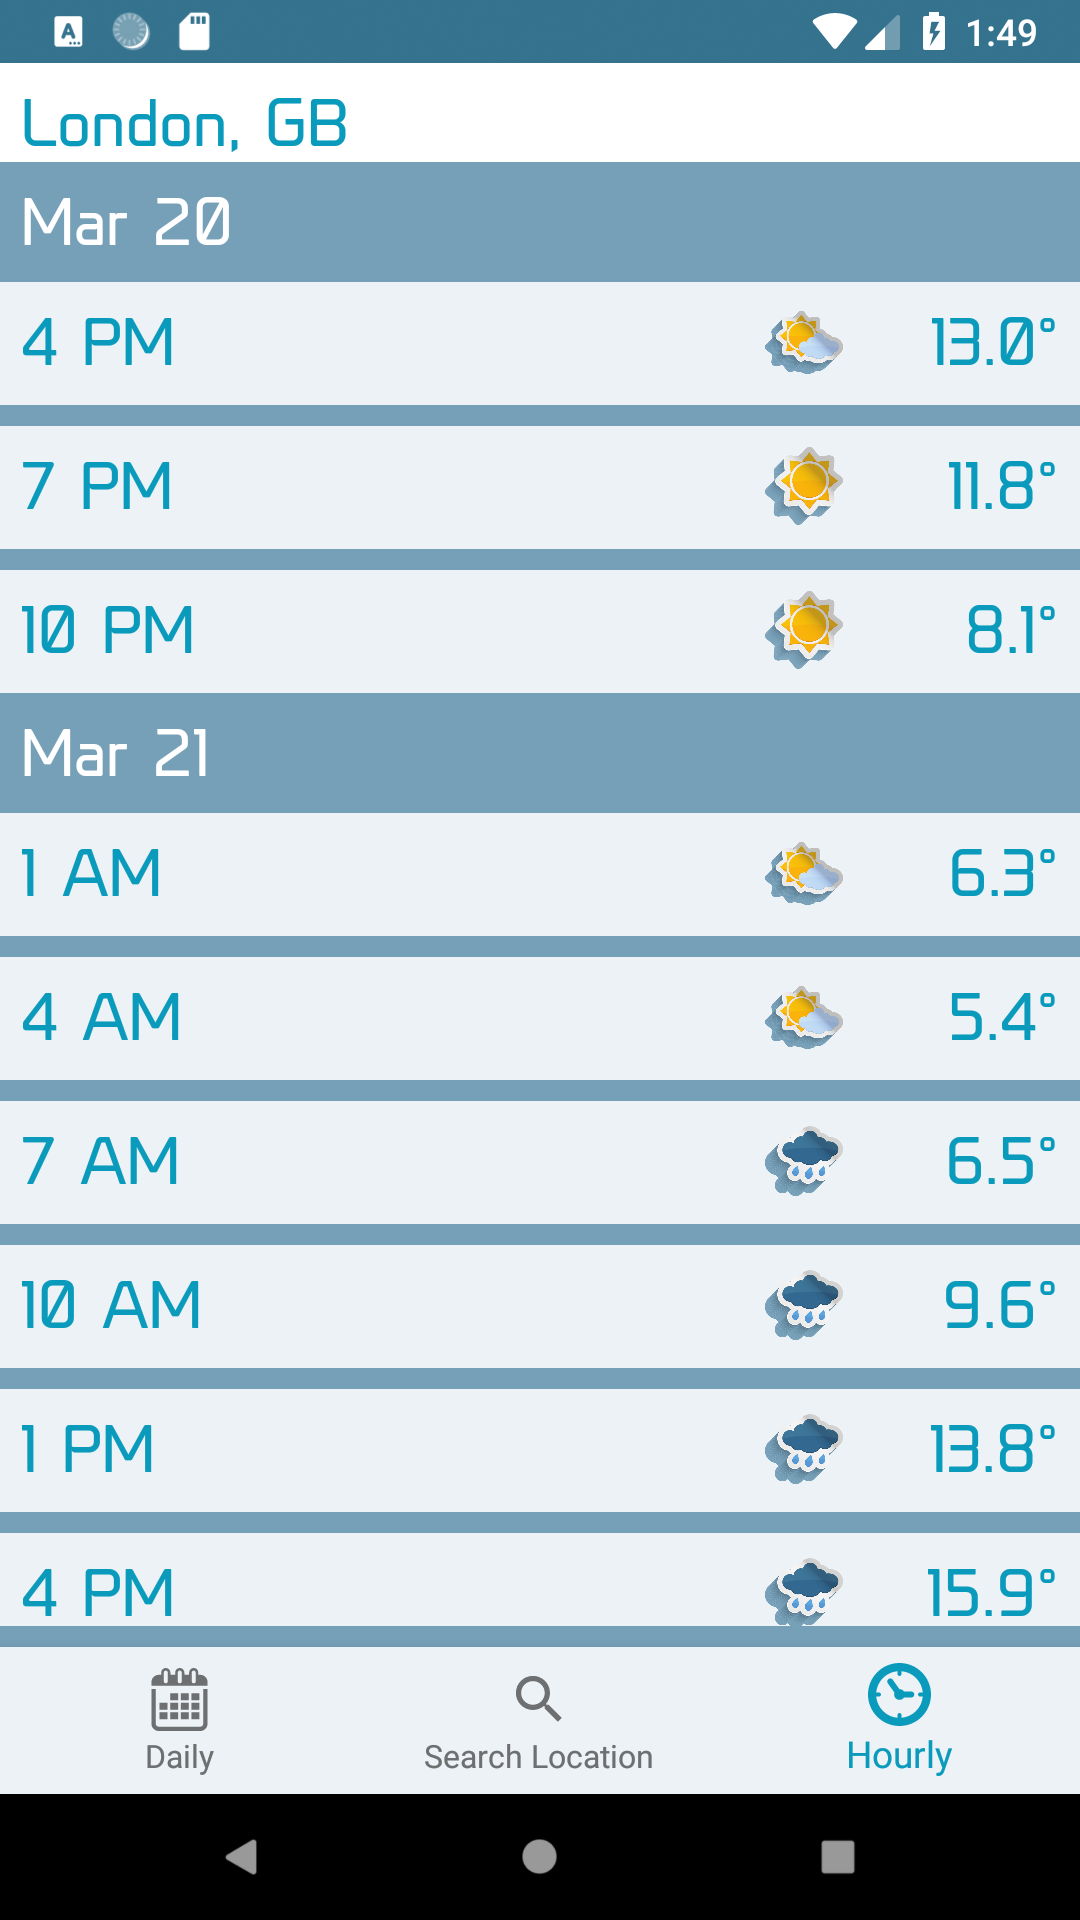 1:49
London, GB
Mar 20
4 PM 13.0°
7 PM 11.8°
10 PM 8.1°
Mar 21
1 AM 6.3°
4 AM 5.4°
7 AM 6.5°
10 AM 9.6°
1 PM 13.8°
4 PM 15.9°
Daily Search Location Hourly